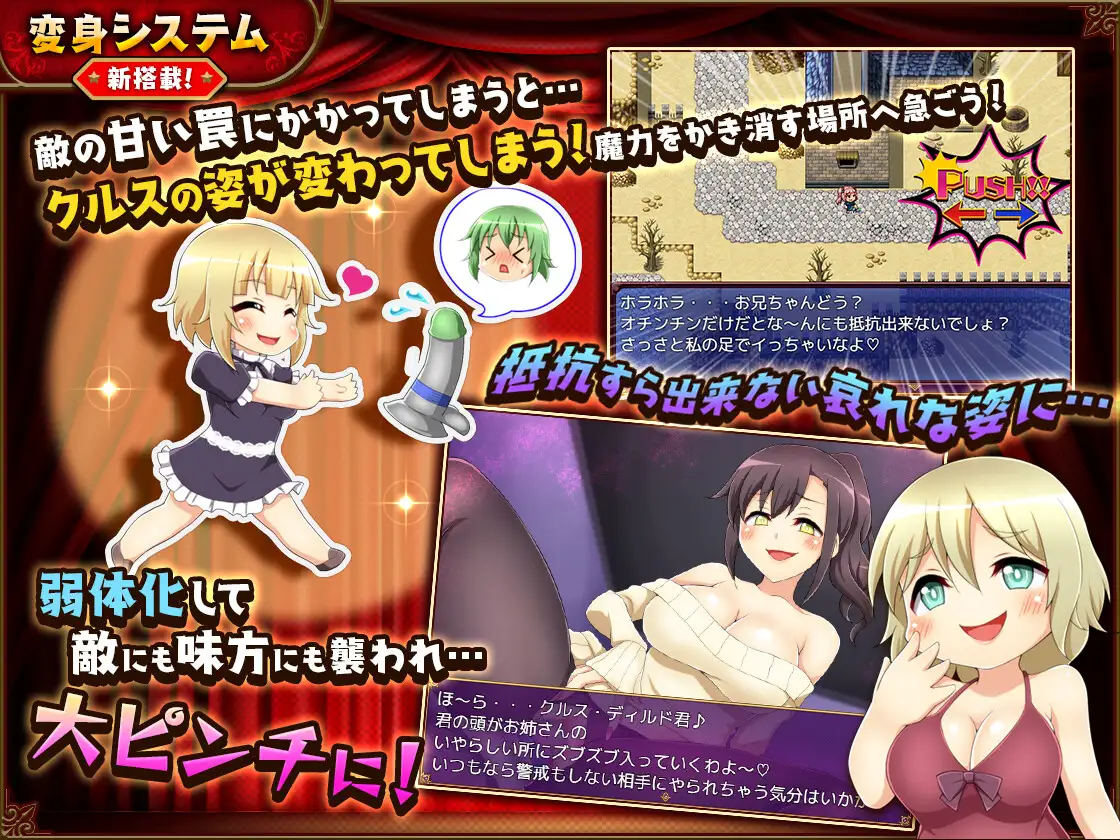 変身システム
新搭載!
敵の甘い罠にかかってしまうと…
クルスの姿が変わってしまう!
魔力をかき消す場所へ急ごう!
PUSH!!
ホラホラ・・・お兄ちゃんどう?
オチンチンだけだとな～んにも抵抗出来ないでしょ?
さっさと私の足でイっちゃいなよ♡
抵抗すら出来ない哀れな姿に…
弱体化して
敵にも味方にも襲われ…
大ピンチに!
ほ～ら・・・クルス・ディルド君♪
君の頭がお姉さんの
いやらしい所にズブズブ入っていくわよ～♡
いつもなら警戒もしない相手にやられちゃう気分はいか